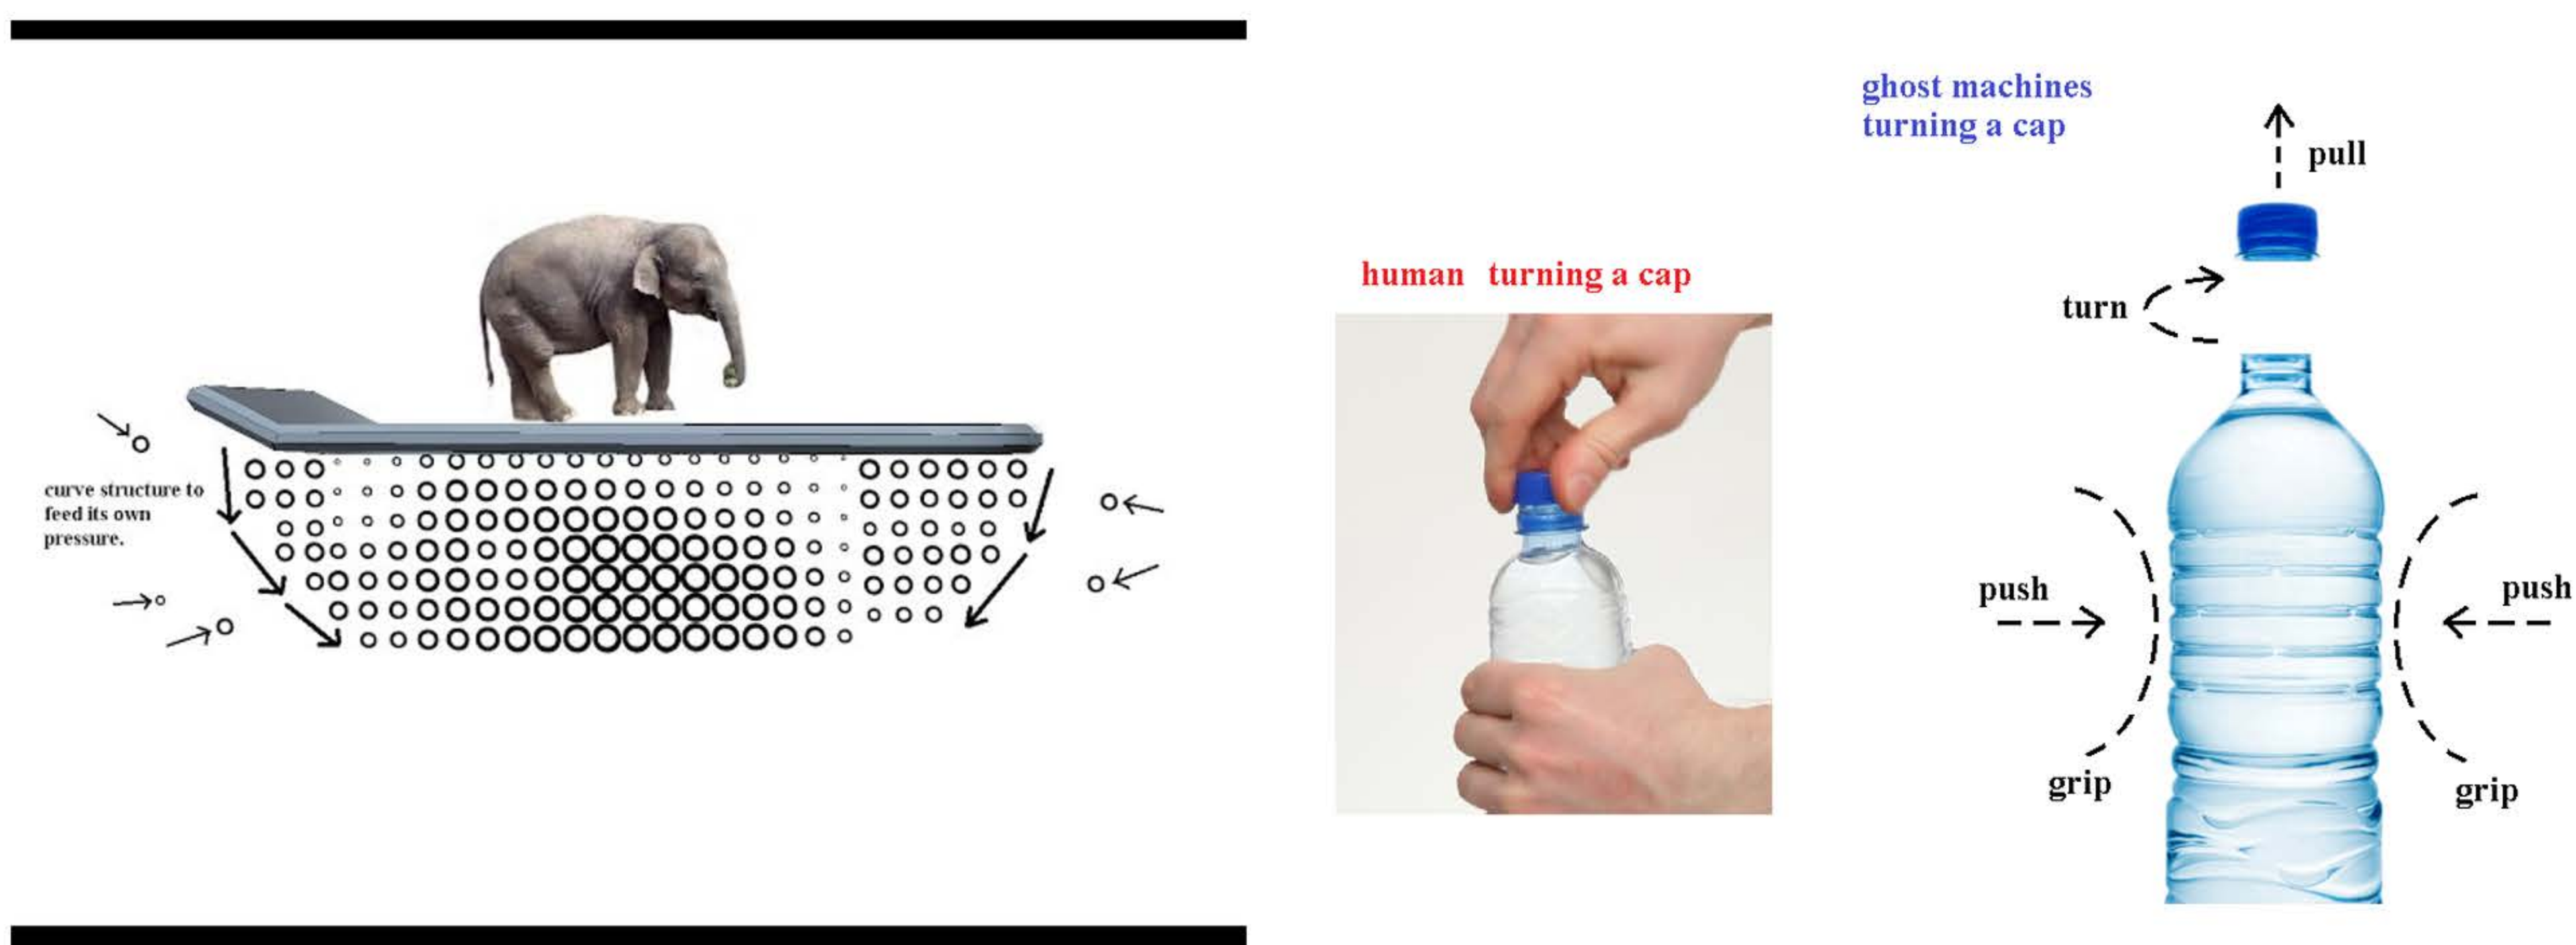 curve structure to
feed its own
pressure.
human turning a cap
ghost machines
turning a cap
pull
turn
push
push
grip
grip